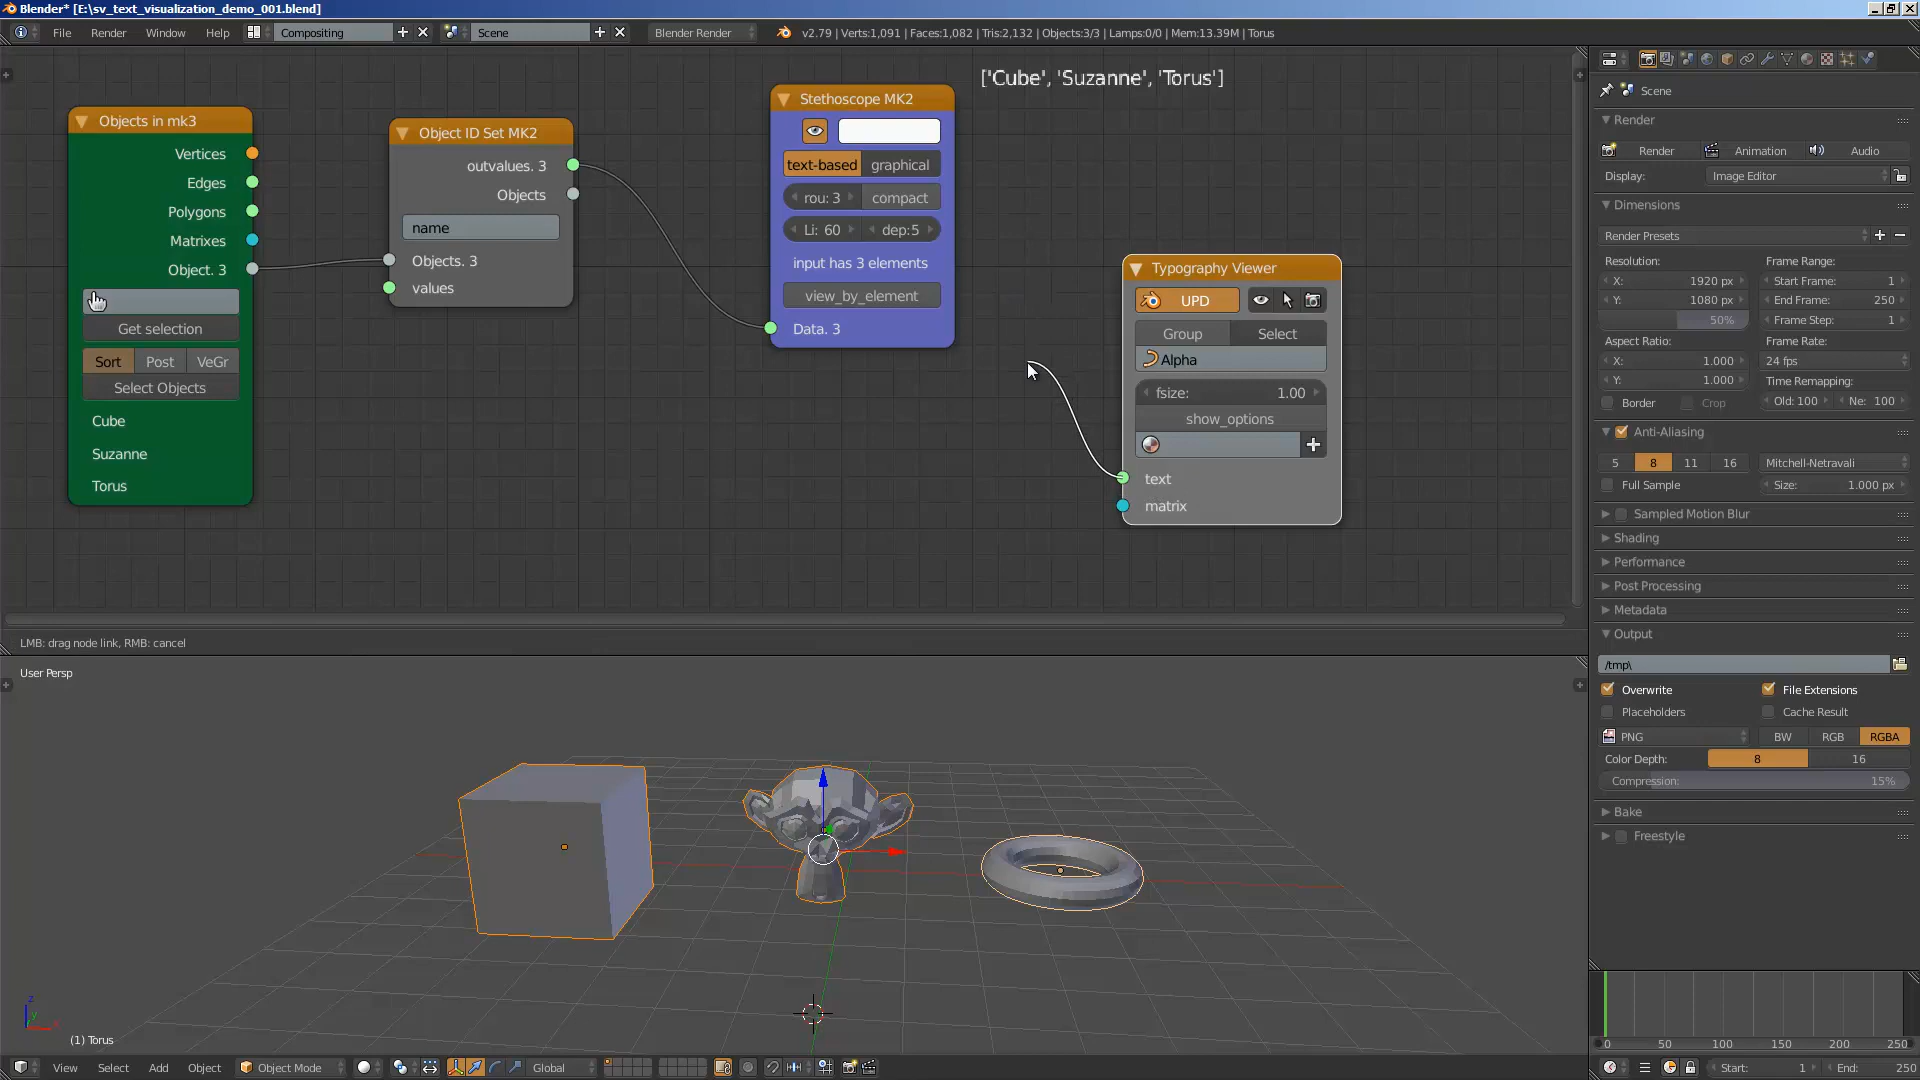 Blender* [E:\sv_text_visualization_demo_001.blend]
File Render Window Help Compositing Scene Blender Render v2.79 | Verts:1,091 | Faces:1,082 | Tris:2,132 | Objects:3/3 | Lamps:0/0 | Mem:13.39M | Torus
['Cube', 'Suzanne', 'Torus']
Objects in mk3
Vertices
Edges
Polygons
Matrixes
Object. 3
Get selection
Sort Post VeGr
Select Objects
Cube
Suzanne
Torus
Object ID Set MK2
outvalues. 3
Objects
name
Objects. 3
values
Stethoscope MK2
text-based graphical
rou: 3 compact
Li: 60 dep:5
input has 3 elements
view_by_element
Data. 3
Typography Viewer
UPD
Group Select
Alpha
fsize: 1.00
show_options
text
matrix
LMB: drag node link, RMB: cancel
User Persp
(1) Torus
View Select Add Object Object Mode Global
Scene
Render
Render Animation Audio
Display: Image Editor
Dimensions
Render Presets
Resolution: Frame Range:
X: 1920 px Start Frame: 1
Y: 1080 px End Frame: 250
50% Frame Step: 1
Aspect Ratio: Frame Rate:
X: 1.000 24 fps
Y: 1.000 Time Remapping:
Border Crop Old: 100 Ne: 100
Anti-Aliasing
5 8 11 16 Mitchell-Netravali
Full Sample Size: 1.000 px
Sampled Motion Blur
Shading
Performance
Post Processing
Metadata
Output
/tmp\
Overwrite File Extensions
Placeholders Cache Result
PNG BW RGB RGBA
Color Depth: 8 16
Compression: 15%
Bake
Freestyle
0 50 100 150 200 250
Start: 1 End: 250